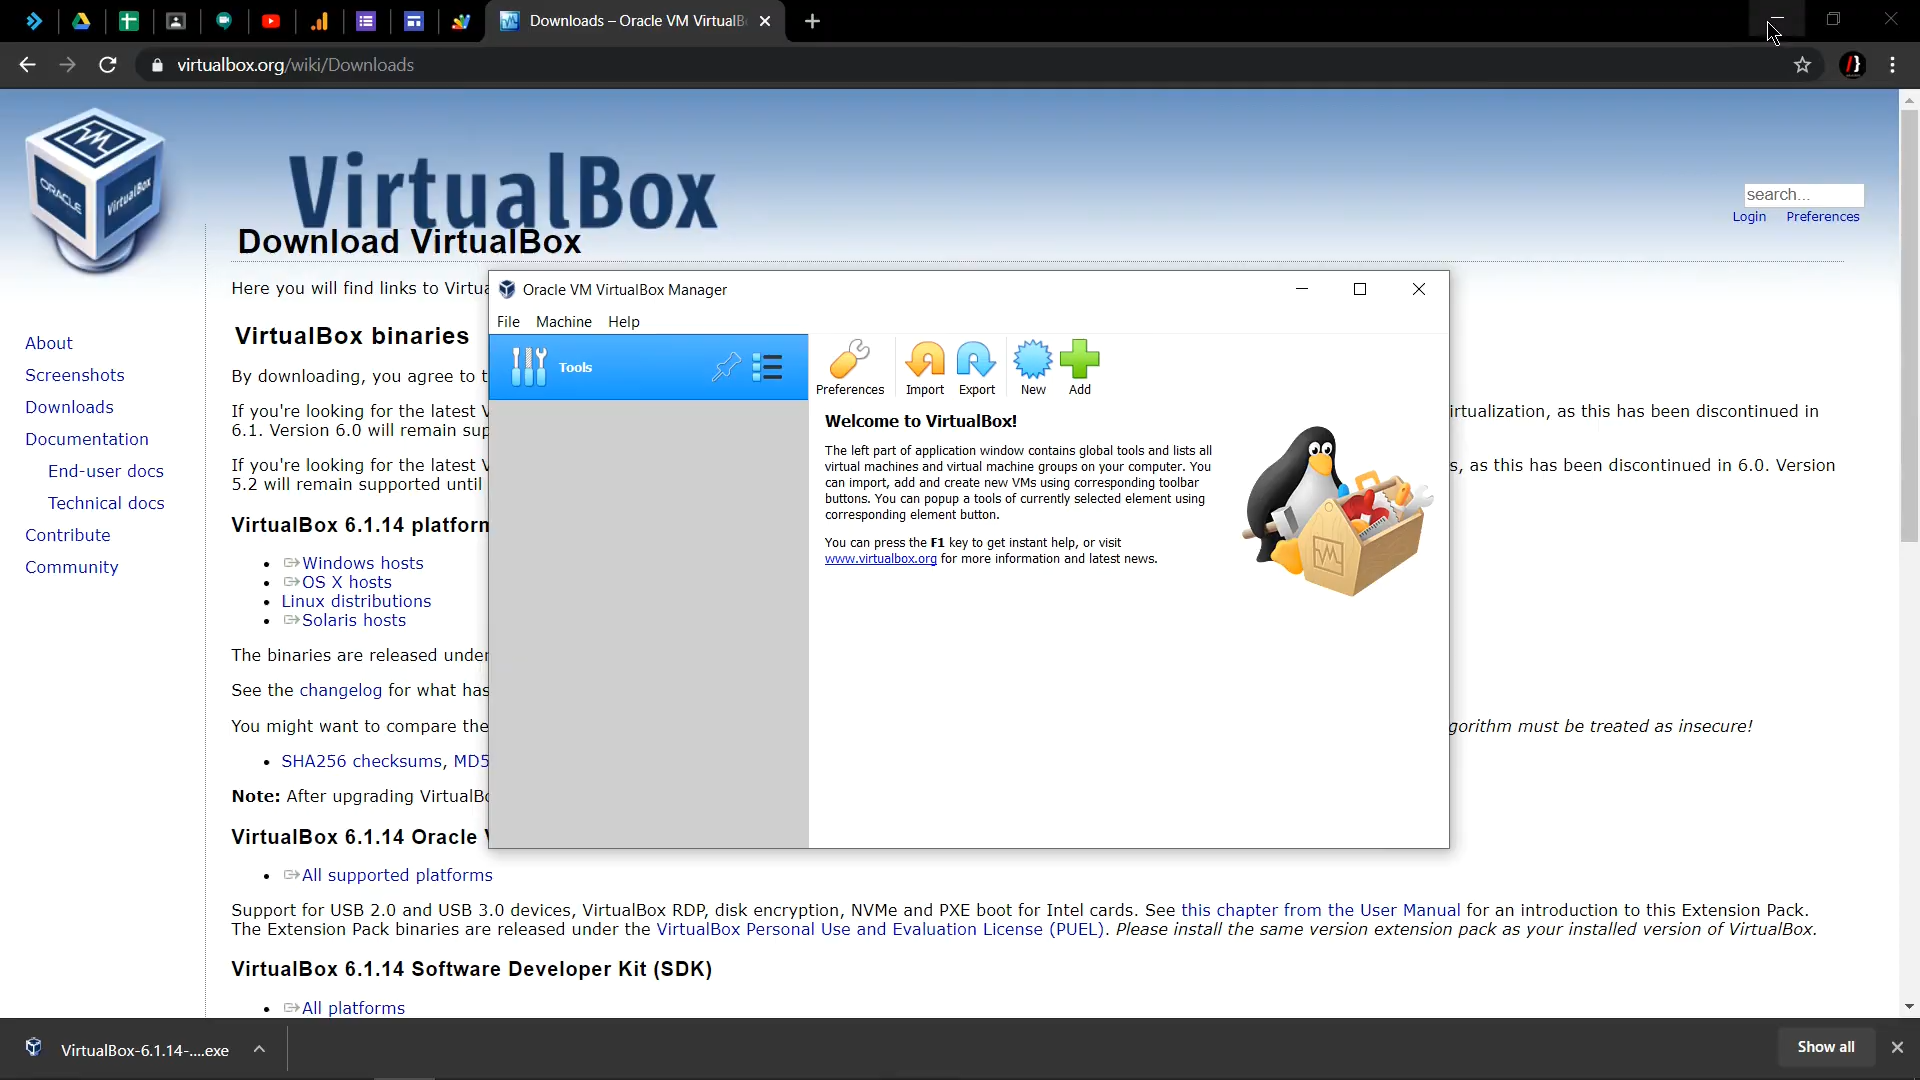 Downloads – Oracle VM VirtualB
virtualbox.org/wiki/Downloads
ORACLE
VirtualBox
VirtualBox
search...
Login Preferences
Download VirtualBox
Here you will find links to Virtua
About
Screenshots
Downloads
Documentation
End-user docs
Technical docs
Contribute
Community
VirtualBox binaries
By downloading, you agree to t
If you're looking for the latest V
irtualization, as this has been discontinued in
6.1. Version 6.0 will remain sup
If you're looking for the latest V
s, as this has been discontinued in 6.0. Version
5.2 will remain supported until
VirtualBox 6.1.14 platforn
Windows hosts
OS X hosts
Linux distributions
Solaris hosts
The binaries are released under
See the changelog for what has
You might want to compare the
gorithm must be treated as insecure!
SHA256 checksums, MD5
Note: After upgrading VirtualBo
VirtualBox 6.1.14 Oracle V
All supported platforms
Support for USB 2.0 and USB 3.0 devices, VirtualBox RDP, disk encryption, NVMe and PXE boot for Intel cards. See this chapter from the User Manual for an introduction to this Extension Pack.
The Extension Pack binaries are released under the VirtualBox Personal Use and Evaluation License (PUEL). Please install the same version extension pack as your installed version of VirtualBox.
VirtualBox 6.1.14 Software Developer Kit (SDK)
All platforms
Oracle VM VirtualBox Manager
File Machine Help
Tools
Preferences Import Export New Add
Welcome to VirtualBox!
The left part of application window contains global tools and lists all
virtual machines and virtual machine groups on your computer. You
can import, add and create new VMs using corresponding toolbar
buttons. You can popup a tools of currently selected element using
corresponding element button.
You can press the F1 key to get instant help, or visit
www.virtualbox.org for more information and latest news.
VirtualBox-6.1.14-....exe
Show all